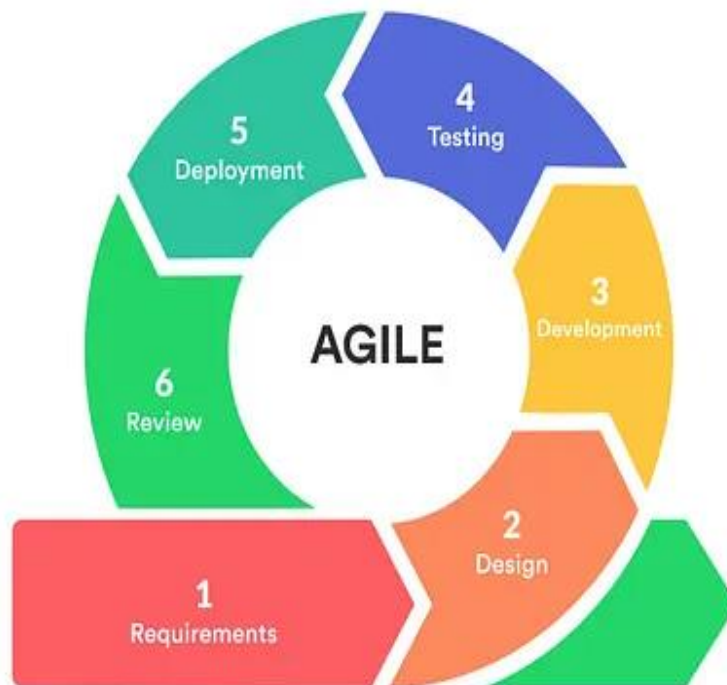 5
Deployment
4
Testing
3
Development
AGILE
6
Review
2
Design
1
Requirements